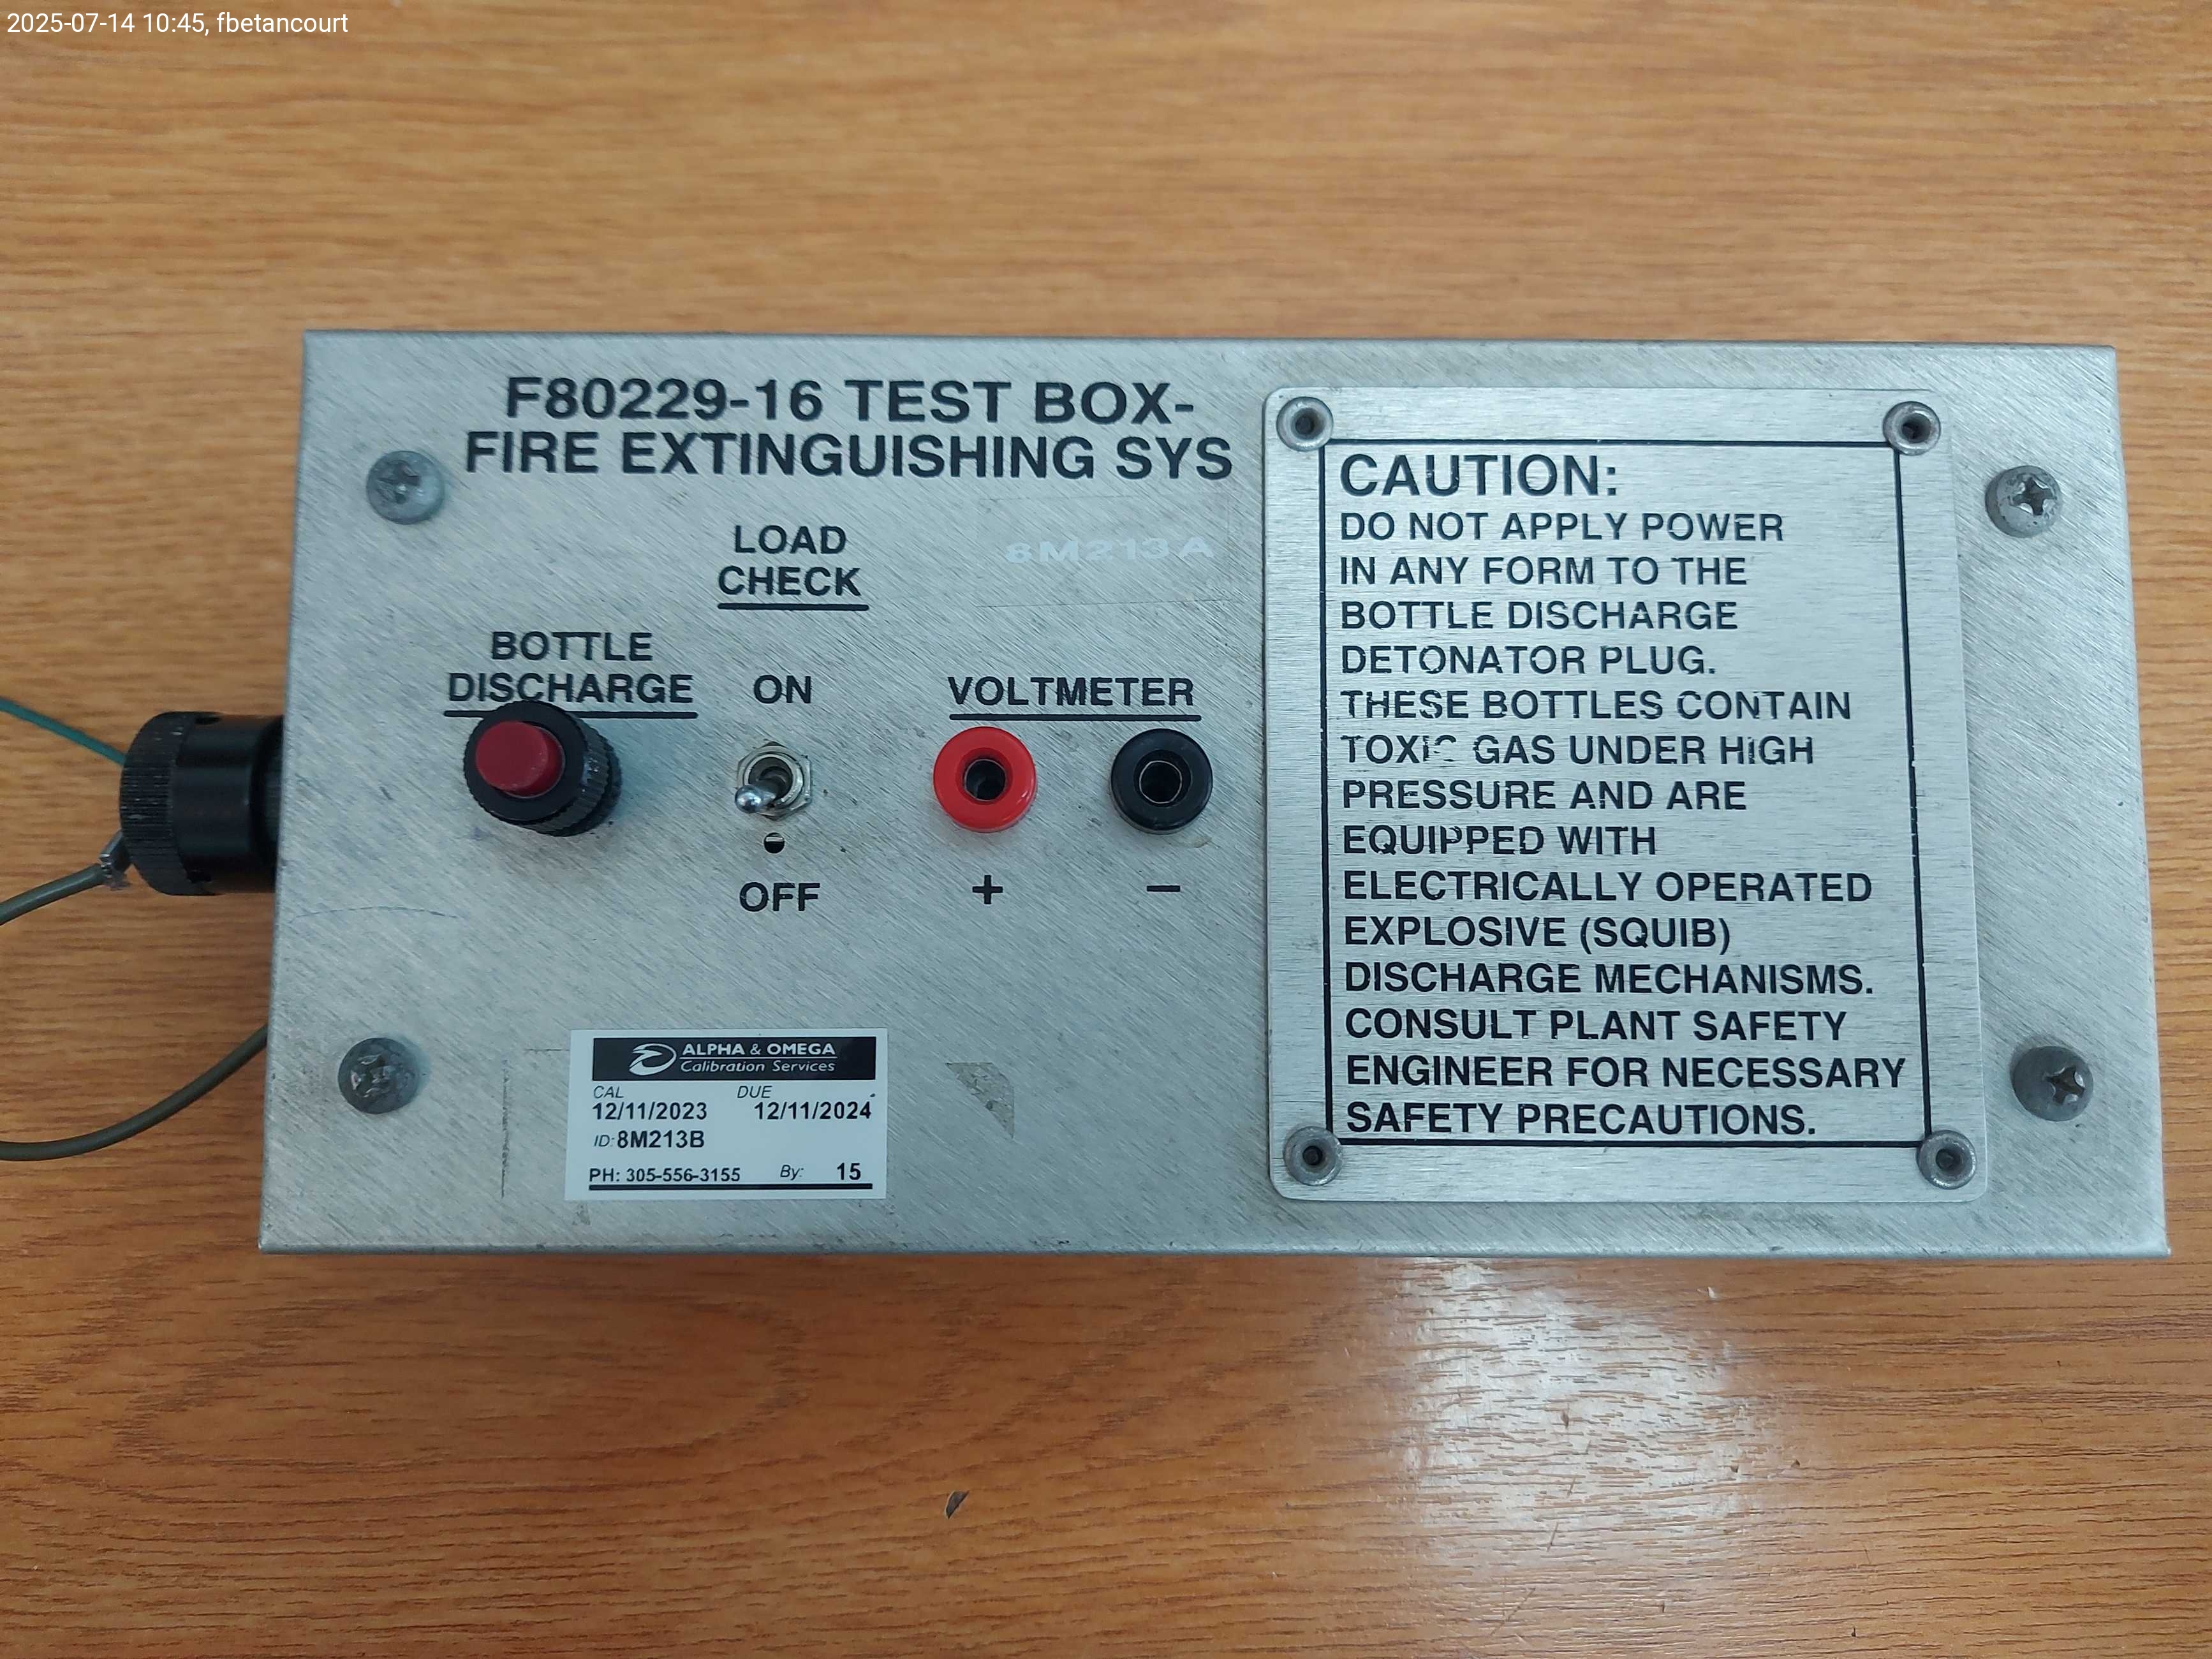 2025-07-14 10:45, fbetancourt
F80229-16 TEST BOX-
FIRE EXTINGUISHING SYS
8M213A
LOAD
CHECK
BOTTLE
DISCHARGE
ON
OFF
VOLTMETER
+ −
CAUTION:
DO NOT APPLY POWER
IN ANY FORM TO THE
BOTTLE DISCHARGE
DETONATOR PLUG.
THESE BOTTLES CONTAIN
TOXIC GAS UNDER HIGH
PRESSURE AND ARE
EQUIPPED WITH
ELECTRICALLY OPERATED
EXPLOSIVE (SQUIB)
DISCHARGE MECHANISMS.
CONSULT PLANT SAFETY
ENGINEER FOR NECESSARY
SAFETY PRECAUTIONS.
ALPHA & OMEGA
Calibration Services
CAL DUE
12/11/2023 12/11/2024
ID: 8M213B
PH: 305-556-3155 By: 15